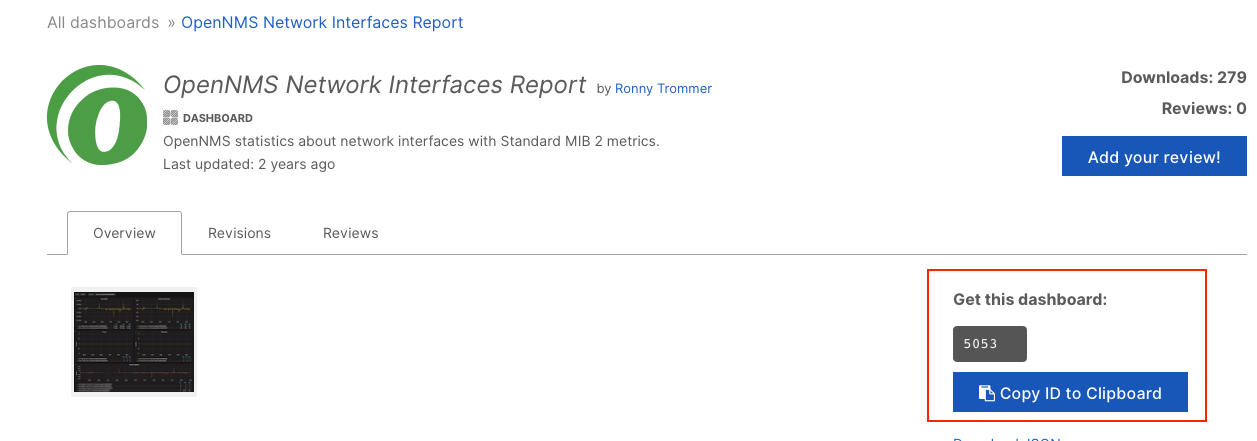 All dashboards » OpenNMS Network Interfaces Report
OpenNMS Network Interfaces Report by Ronny Trommer
DASHBOARD
OpenNMS statistics about network interfaces with Standard MIB 2 metrics.
Last updated: 2 years ago
Downloads: 279
Reviews: 0
Add your review!
Overview
Revisions
Reviews
Get this dashboard:
5053
Copy ID to Clipboard